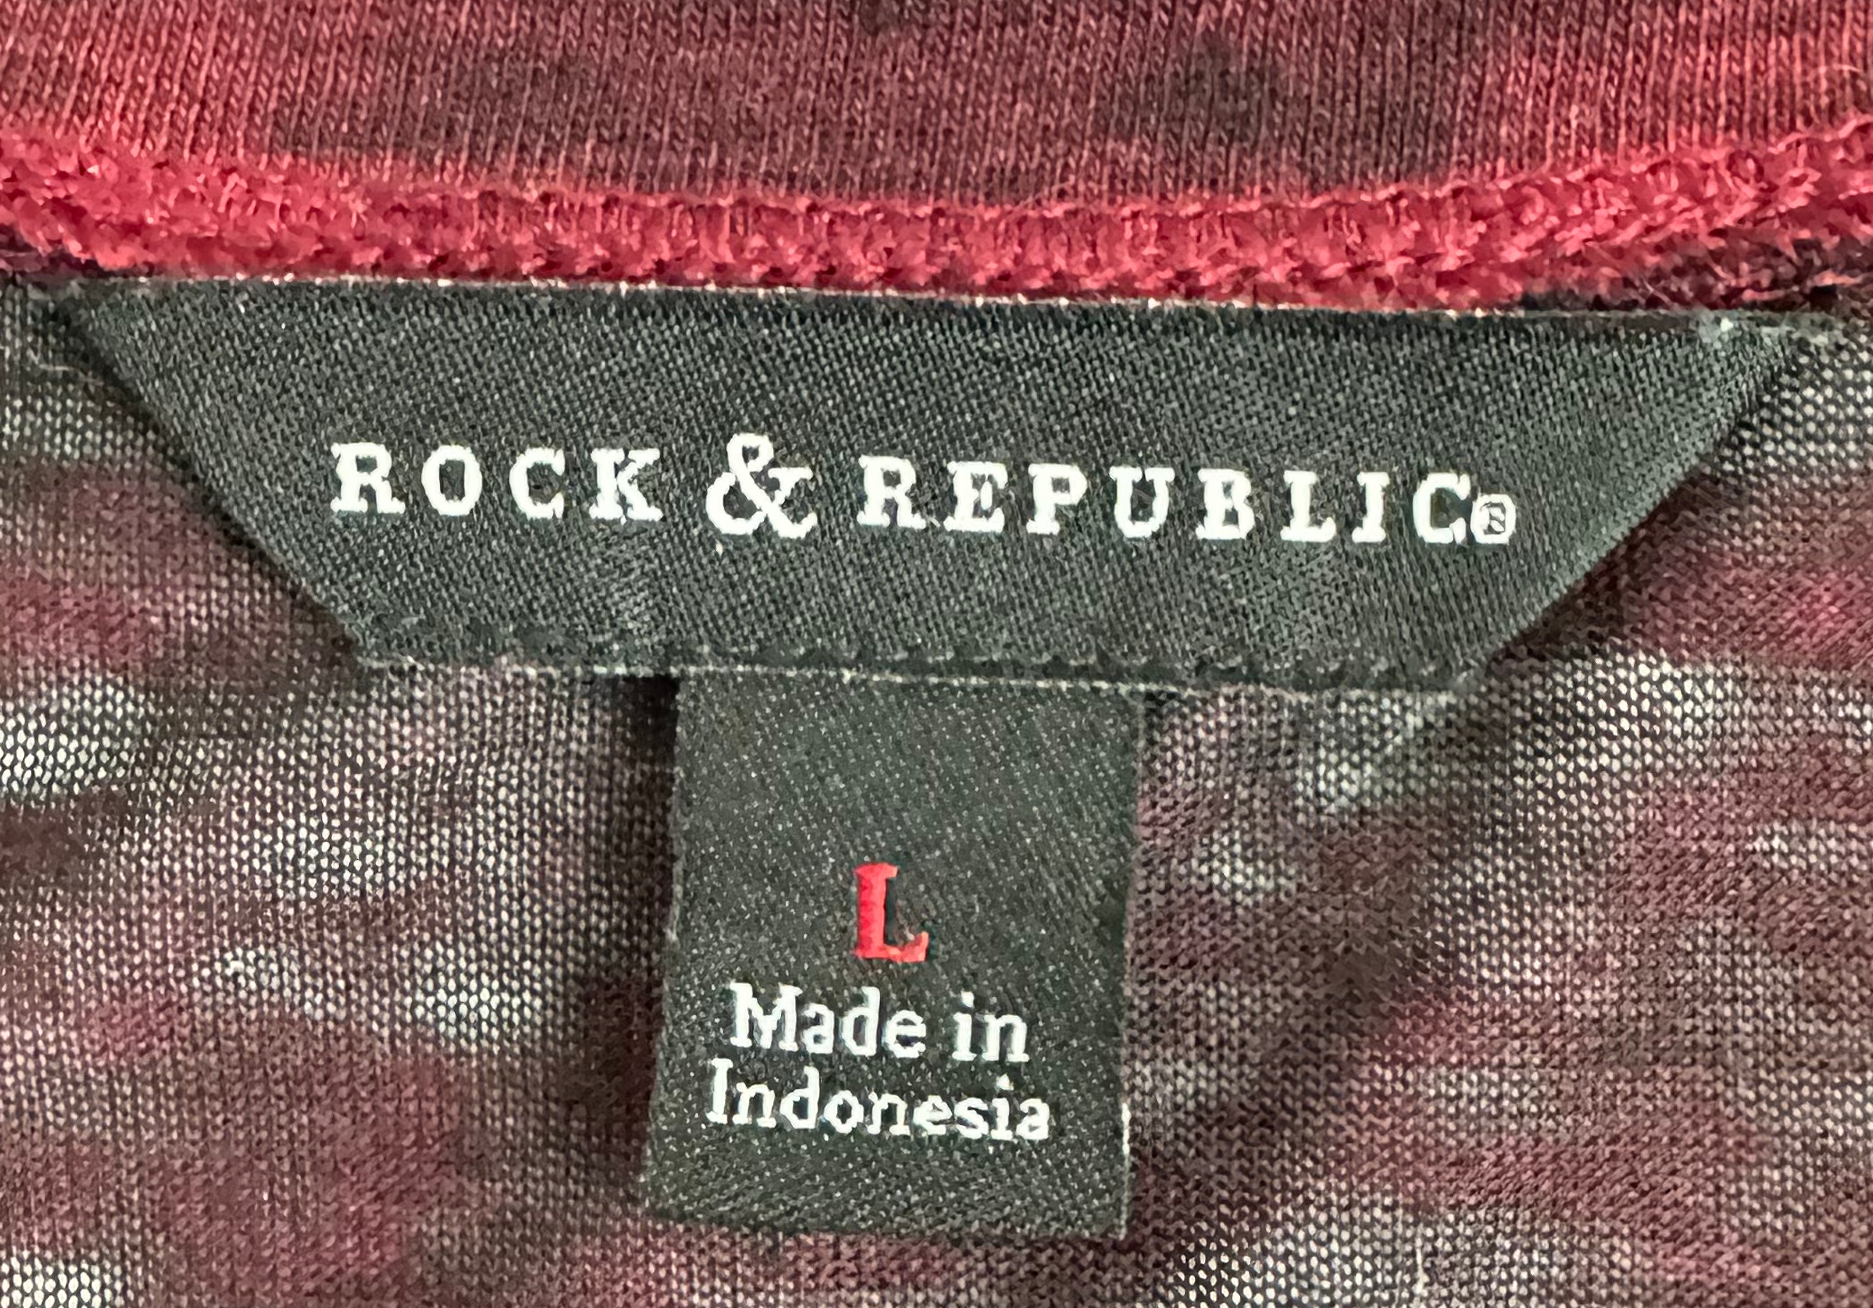 ROCK & REPUBLIC®
L
Made in
Indonesia